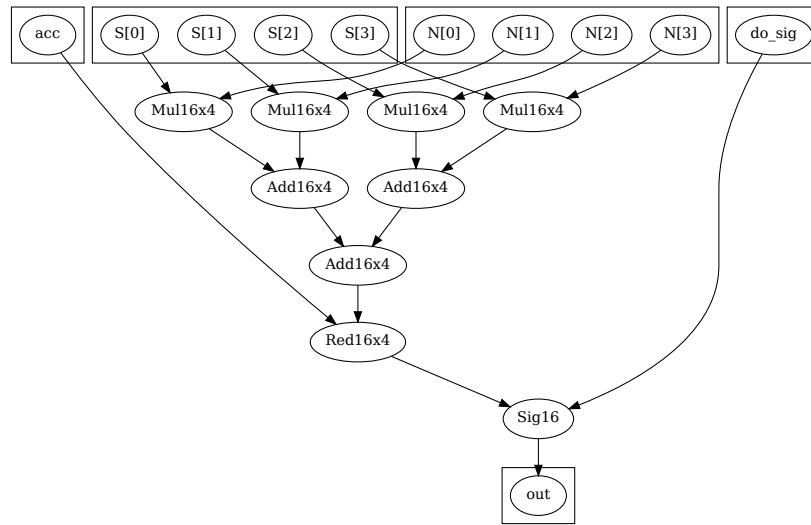 acc S[0] S[1] S[2] S[3] N[0] N[1] N[2] N[3] do_sig
Mul16x4 Mul16x4 Mul16x4 Mul16x4
Add16x4 Add16x4
Add16x4
Red16x4
Sig16
out